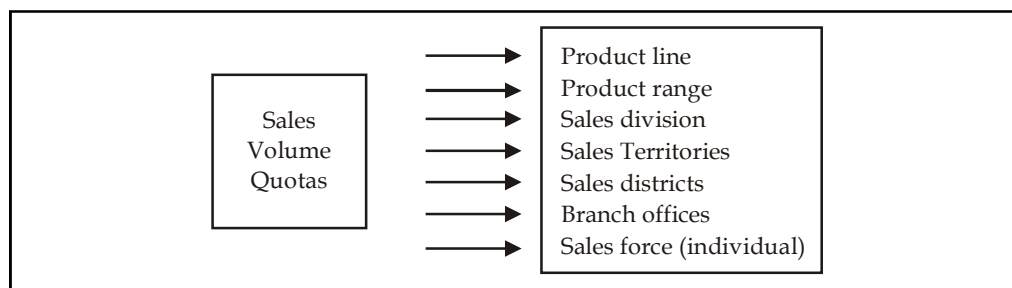 Sales
Volume
Quotas
Product line
Product range
Sales division
Sales Territories
Sales districts
Branch offices
Sales force (individual)